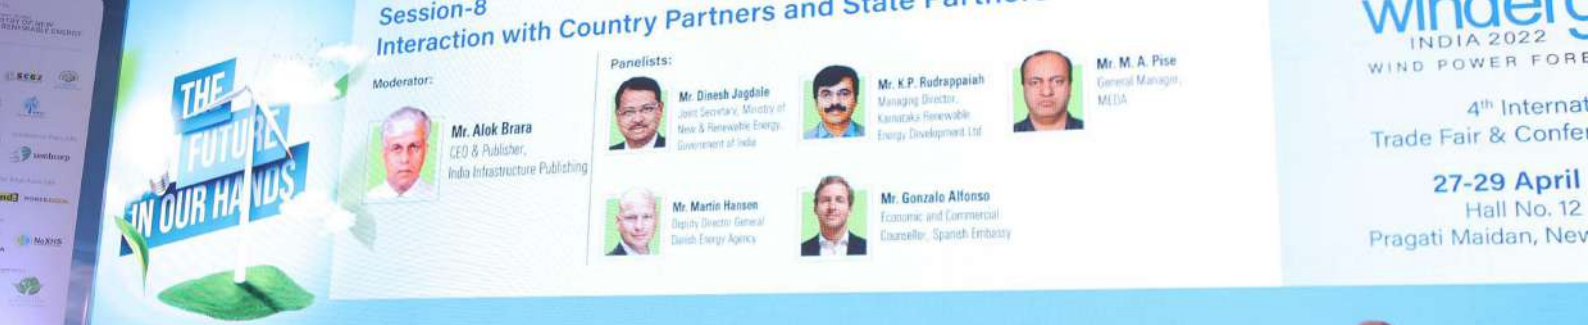 THE
FUTURE
IN OUR HANDS
Session-8
Interaction with Country Partners and State
Moderator:
Mr. Alok Brara
CEO & Publisher,
India Infrastructure Publishing
Panelists:
Mr. Dinesh Jagdale
Joint Secretary, Ministry of
New & Renewable Energy,
Government of India
Mr. K.P. Rudrappaiah
Managing Director,
Karnataka Renewable
Energy Development Ltd
Mr. M. A. Pise
General Manager,
MEDA
Mr. Martin Hansen
Deputy Director General
Danish Energy Agency
Mr. Gonzalo Alfonso
Economic and Commercial
Counsellor, Spanish Embassy
INDIA 2022
WIND POWER
4th
Trade Fair &
27-29 April
Hall No. 12
Pragati Maidan,
sembcorp